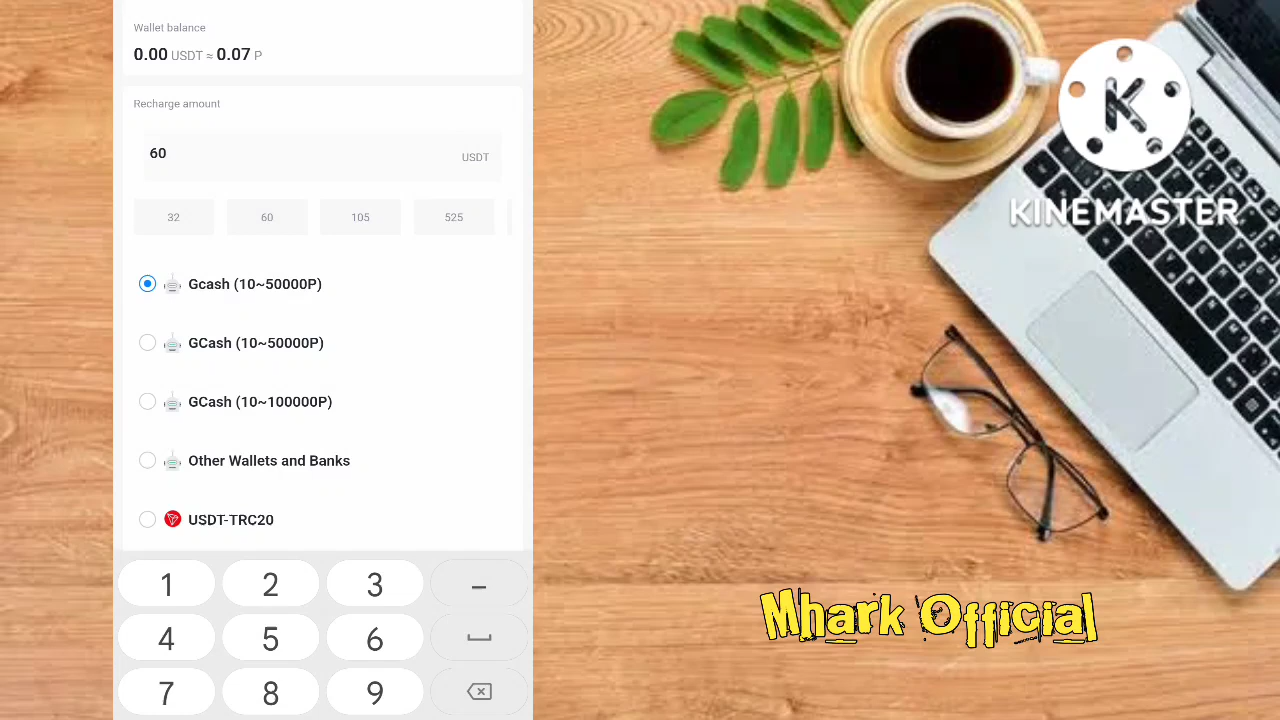 Wallet balance
0.00 USDT ≈ 0.07 P
Recharge amount
60
USDT
32 60 105 525
Gcash (10~50000P)
GCash (10~50000P)
GCash (10~100000P)
Other Wallets and Banks
USDT-TRC20
1 2 3 –
4 5 6
7 8 9
K
KINEMASTER
Mhark Official